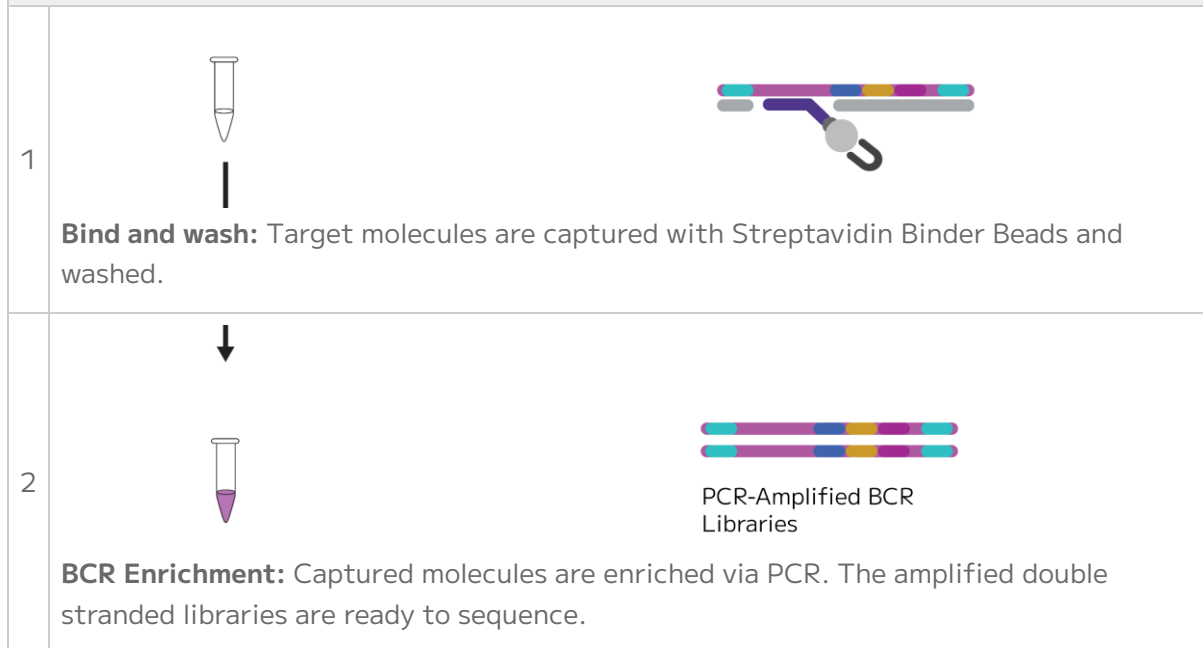 1
Bind and wash: Target molecules are captured with Streptavidin Binder Beads and
washed.
2
PCR-Amplified BCR
Libraries
BCR Enrichment: Captured molecules are enriched via PCR. The amplified double
stranded libraries are ready to sequence.